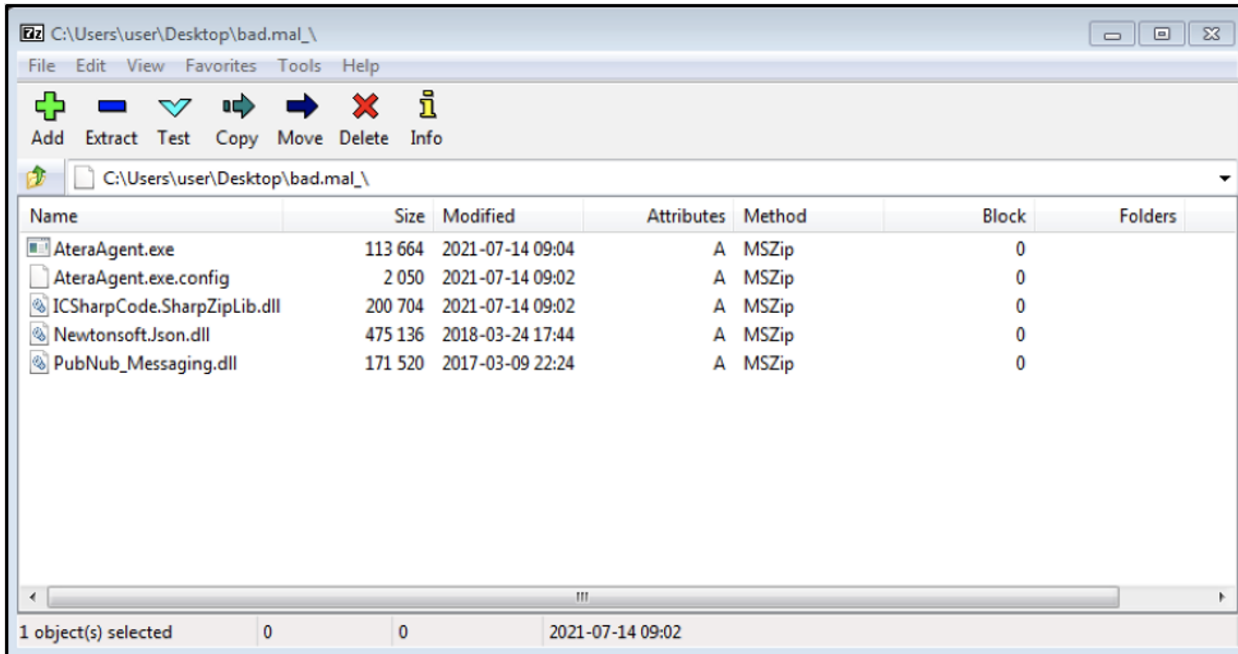 7z C:\Users\user\Desktop\bad.mal_\
File Edit View Favorites Tools Help
Add Extract Test Copy Move Delete Info
C:\Users\user\Desktop\bad.mal_\
Name Size Modified Attributes Method Block Folders
AteraAgent.exe 113 664 2021-07-14 09:04 A MSZip 0
AteraAgent.exe.config 2 050 2021-07-14 09:02 A MSZip 0
ICSharpCode.SharpZipLib.dll 200 704 2021-07-14 09:02 A MSZip 0
Newtonsoft.Json.dll 475 136 2018-03-24 17:44 A MSZip 0
PubNub_Messaging.dll 171 520 2017-03-09 22:24 A MSZip 0
1 object(s) selected 0 0 2021-07-14 09:02